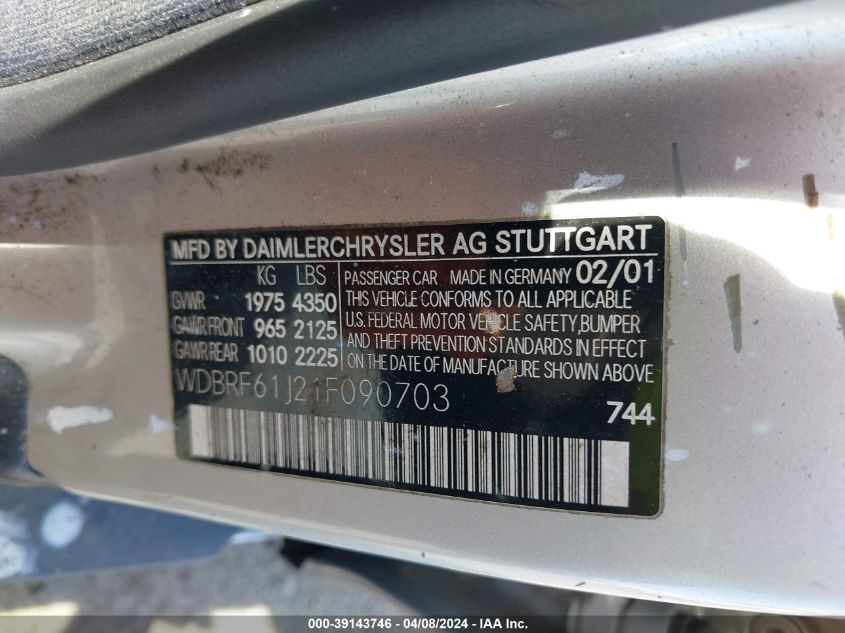 MFD BY DAIMLERCHRYSLER AG STUTTGART
KG LBS
GVWR 1975 4350
GAWR FRONT 965 2125
GAWR REAR 1010 2225
PASSENGER CAR MADE IN GERMANY 02/01
THIS VEHICLE CONFORMS TO ALL APPLICABLE
U.S. FEDERAL MOTOR VEHICLE SAFETY,BUMPER
AND THEFT PREVENTION STANDARDS IN EFFECT
ON THE DATE OF MANUFACTURE SHOWN ABOVE
WDBRF61J21F090703
744
000-39143746 - 04/08/2024 - IAA Inc.